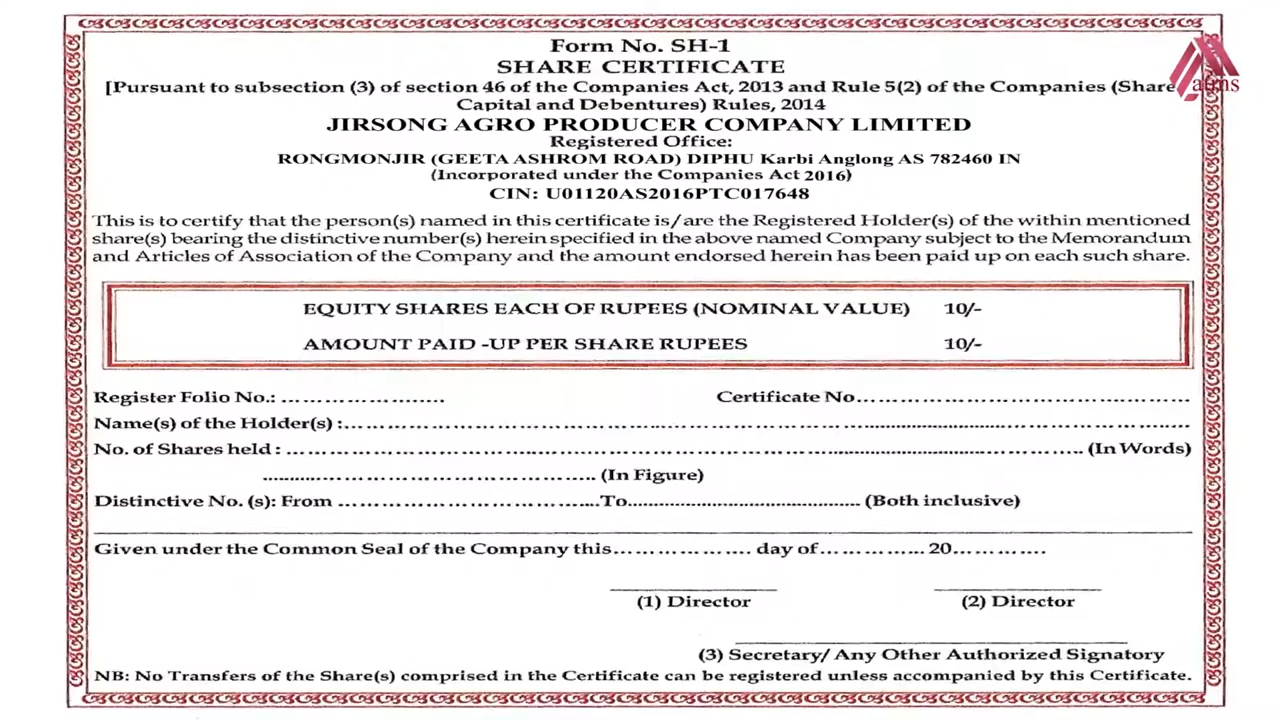 Form No. SH-1
SHARE CERTIFICATE
[Pursuant to subsection (3) of section 46 of the Companies Act, 2013 and Rule 5(2) of the Companies (Share
Capital and Debentures) Rules, 2014
JIRSONG AGRO PRODUCER COMPANY LIMITED
Registered Office:
RONGMONJIR (GEETA ASHROM ROAD) DIPHU Karbi Anglong AS 782460 IN
(Incorporated under the Companies Act 2016)
CIN: U01120AS2016PTC017648
This is to certify that the person(s) named in this certificate is/are the Registered Holder(s) of the within mentioned
share(s) bearing the distinctive number(s) herein specified in the above named Company subject to the Memorandum
and Articles of Association of the Company and the amount endorsed herein has been paid up on each such share.
EQUITY SHARES EACH OF RUPEES (NOMINAL VALUE) 10/-
AMOUNT PAID -UP PER SHARE RUPEES 10/-
Register Folio No.: ........................ Certificate No................................................
Name(s) of the Holder(s) :................................................................................
No. of Shares held : ................................................................................ (In Words)
.................................................. (In Figure)
Distinctive No. (s): From ........................................To........................................ (Both inclusive)
Given under the Common Seal of the Company this..................... day of................ 20.............
(1) Director (2) Director
(3) Secretary/ Any Other Authorized Signatory
NB: No Transfers of the Share(s) comprised in the Certificate can be registered unless accompanied by this Certificate.